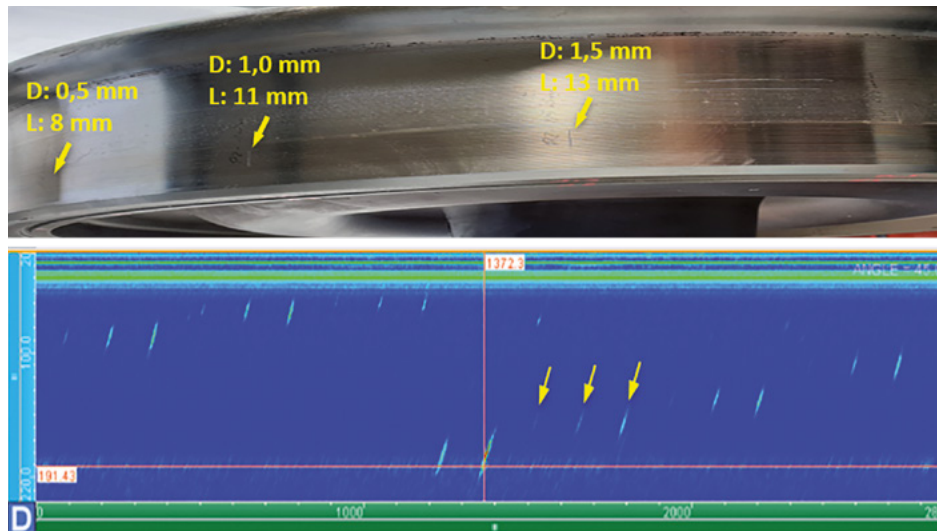 D: 0,5 mm
L: 8 mm
D: 1,0 mm
L: 11 mm
D: 1,5 mm
L: 13 mm
20
1372.3
ANGLE = 45
100.0
191.43
220.0
D
0
1000
2000